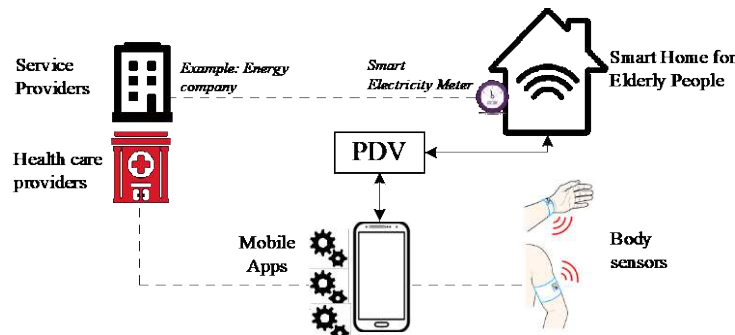 Service
Providers
Example: Energy
company
Smart
Electricity Meter
Smart Home for
Elderly People
Health care
providers
PDV
Mobile
Apps
Body
sensors